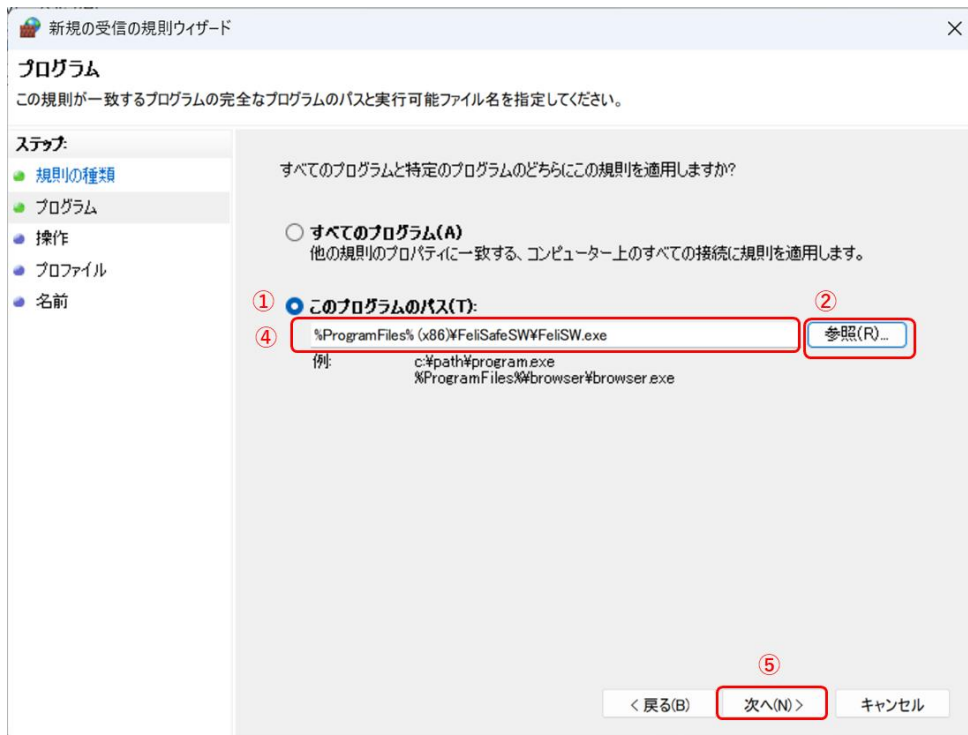 新規の受信の規則ウィザード
プログラム
この規則が一致するプログラムの完全なプログラムのパスと実行可能ファイル名を指定してください。
ステップ:
規則の種類
プログラム
操作
プロファイル
名前
すべてのプログラムと特定のプログラムのどちらにこの規則を適用しますか?
すべてのプログラム(A)
他の規則のプロパティに一致する、コンピューター上のすべての接続に規則を適用します。
① このプログラムのパス(T): ②
④ %ProgramFiles% (x86)¥FeliSafeSW¥FeliSW.exe 参照(R)...
例: c:¥path¥program.exe
%ProgramFiles%¥browser¥browser.exe
⑤
< 戻る(B) 次へ(N) > キャンセル